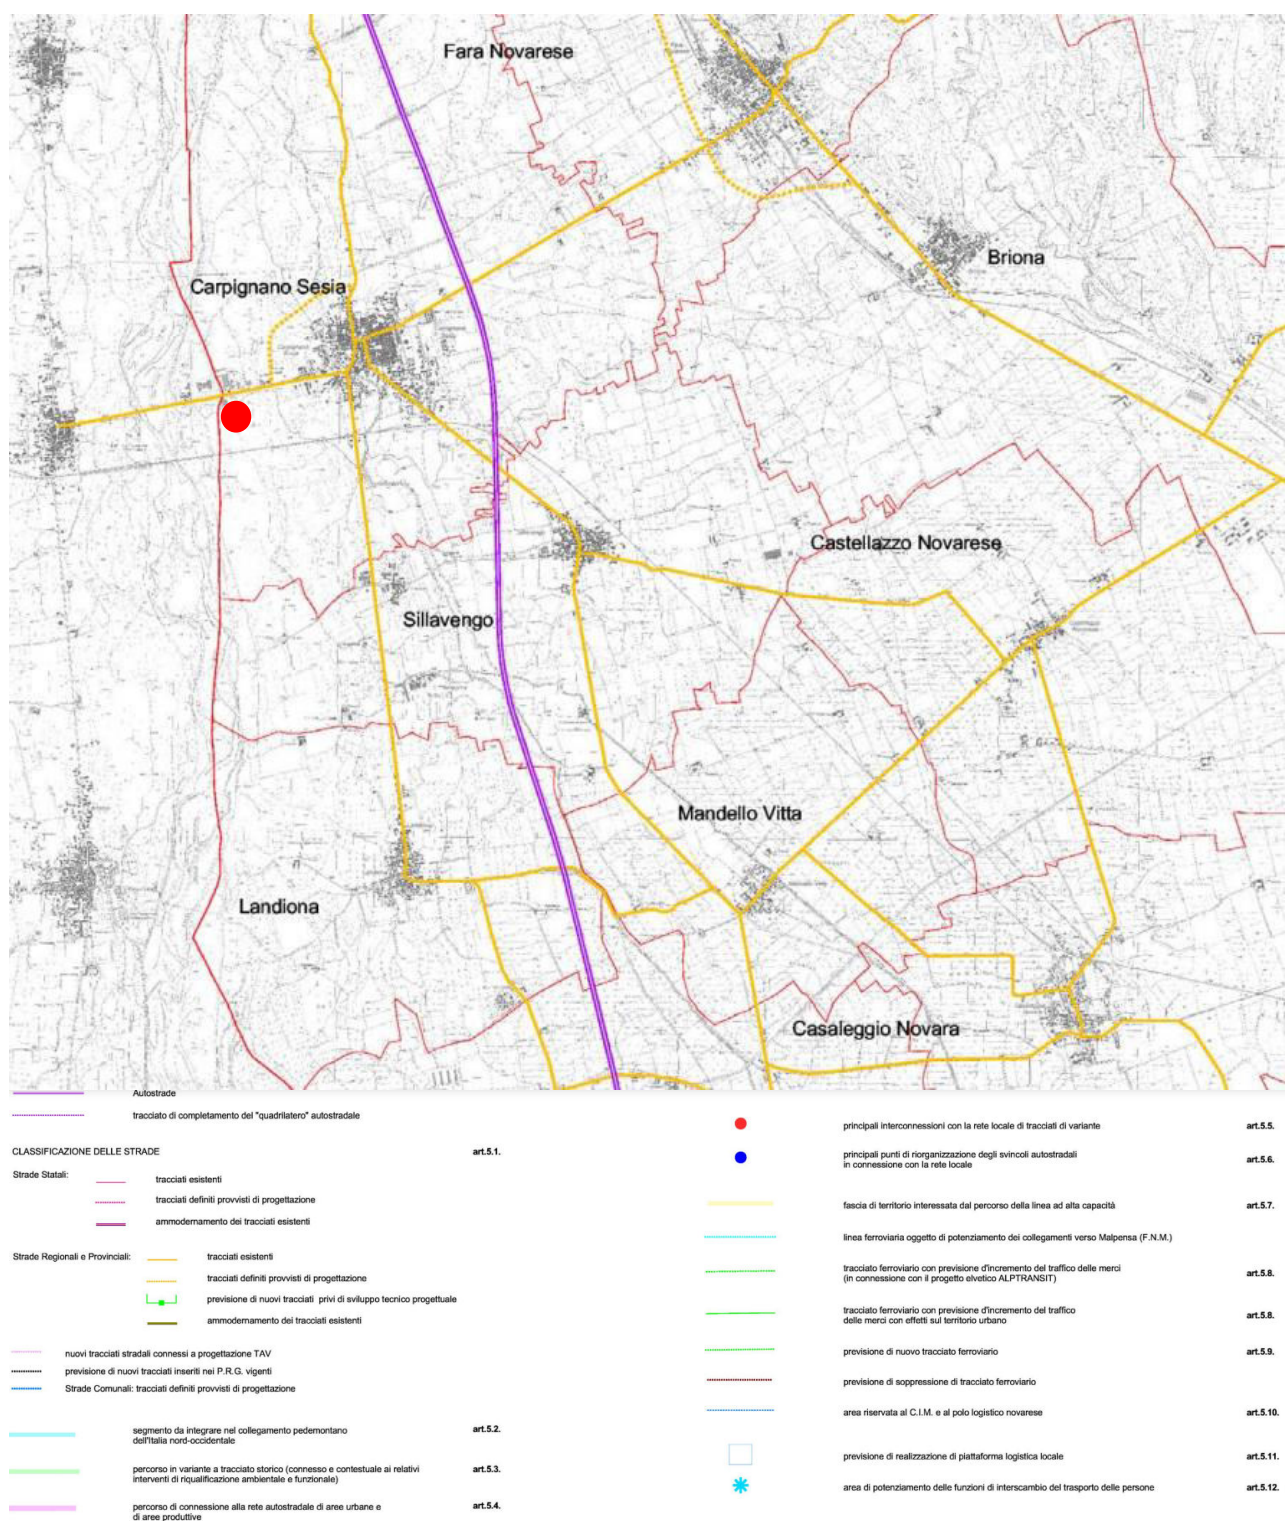 Fara Novarese
Briona
Carpignano Sesia
Castellazzo Novarese
Sillavengo
Mandello Vitta
Landiona
Casaleggio Novara
Autostrade
tracciato di completamento del "quadrilatero" autostradale
CLASSIFICAZIONE DELLE STRADE art.5.1.
Strade Statali:
tracciati esistenti
tracciati definiti provvisti di progettazione
ammodernamento dei tracciati esistenti
Strade Regionali e Provinciali:
tracciati esistenti
tracciati definiti provvisti di progettazione
previsione di nuovi tracciati privi di sviluppo tecnico progettuale
ammodernamento dei tracciati esistenti
nuovi tracciati stradali connessi a progettazione TAV
previsione di nuovi tracciati inseriti nei P.R.G. vigenti
Strade Comunali: tracciati definiti provvisti di progettazione
segmento da integrare nel collegamento pedemontano art.5.2.
dell'Italia nord-occidentale
percorso in variante a tracciato storico (connesso e contestuale ai relativi art.5.3.
interventi di riqualificazione ambientale e funzionale)
percorso di connessione alla rete autostradale di aree urbane e art.5.4.
di aree produttive
principali interconnessioni con la rete locale di tracciati di variante art.5.5.
principali punti di riorganizzazione degli svincoli autostradali art.5.6.
in connessione con la rete locale
fascia di territorio interessata dal percorso della linea ad alta capacità art.5.7.
linea ferroviaria oggetto di potenziamento dei collegamenti verso Malpensa (F.N.M.)
tracciato ferroviario con previsione d'incremento del traffico delle merci art.5.8.
(in connessione con il progetto elvetico ALPTRANSIT)
tracciato ferroviario con previsione d'incremento del traffico art.5.8.
delle merci con effetti sul territorio urbano
previsione di nuovo tracciato ferroviario art.5.9.
previsione di soppressione di tracciato ferroviario
area riservata al C.I.M. e al polo logistico novarese art.5.10.
previsione di realizzazione di piattaforma logistica locale art.5.11.
area di potenziamento delle funzioni di interscambio del trasporto delle persone art.5.12.